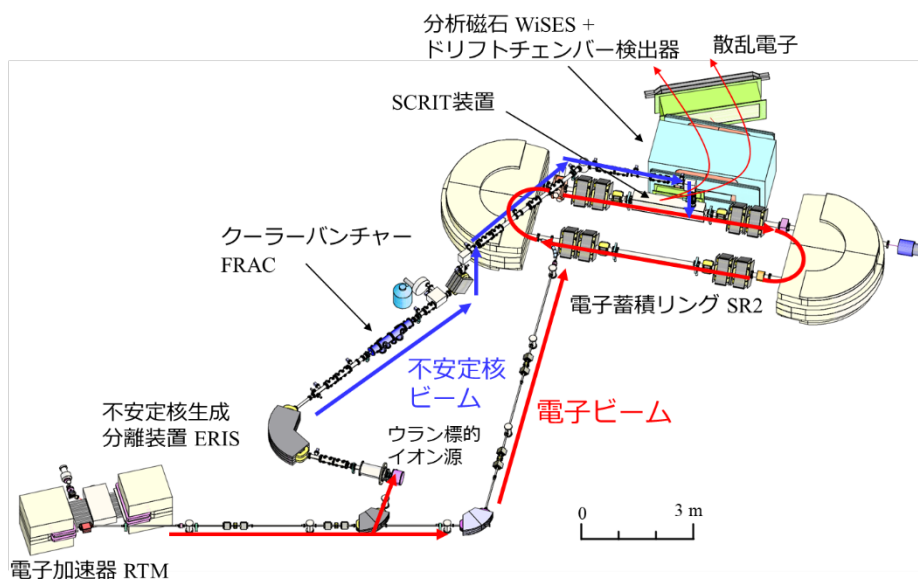 分析磁石 WiSES +
ドリフトチェンバー検出器
散乱電子
SCRIT装置
クーラーバンチャー
FRAC
電子蓄積リング SR2
不安定核
ビーム
電子ビーム
不安定核生成
分離装置 ERIS
ウラン標的
イオン源
0 3 m
電子加速器 RTM